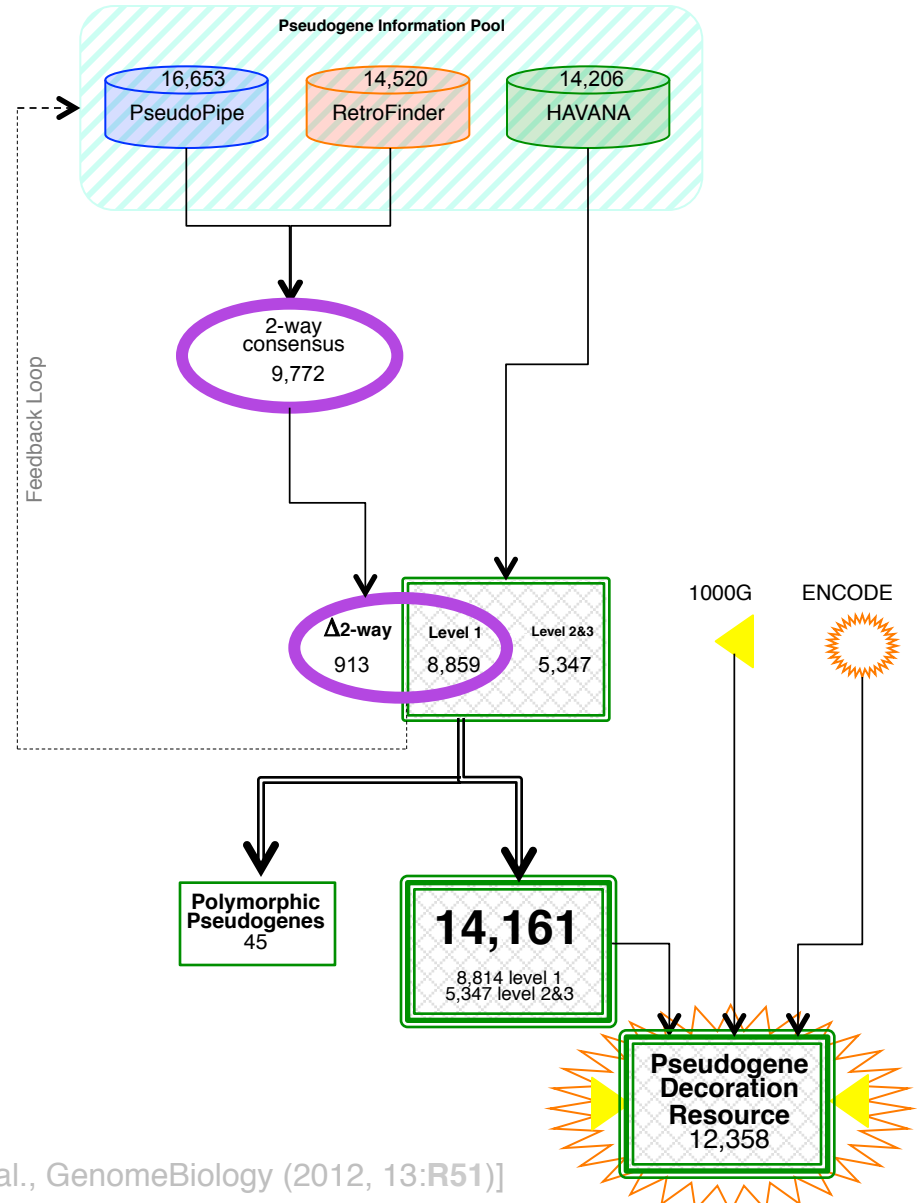 Pseudogene Information Pool
16,653
PseudoPipe
14,520
RetroFinder
14,206
HAVANA
Feedback Loop
2-way
consensus
9,772
Δ2-way
913
Level 1
8,859
Level 2&3
5,347
1000G
ENCODE
Polymorphic
Pseudogenes
45
14,161
8,814 level 1
5,347 level 2&3
Pseudogene
Decoration
Resource
12,358
al., GenomeBiology (2012, 13:R51)]